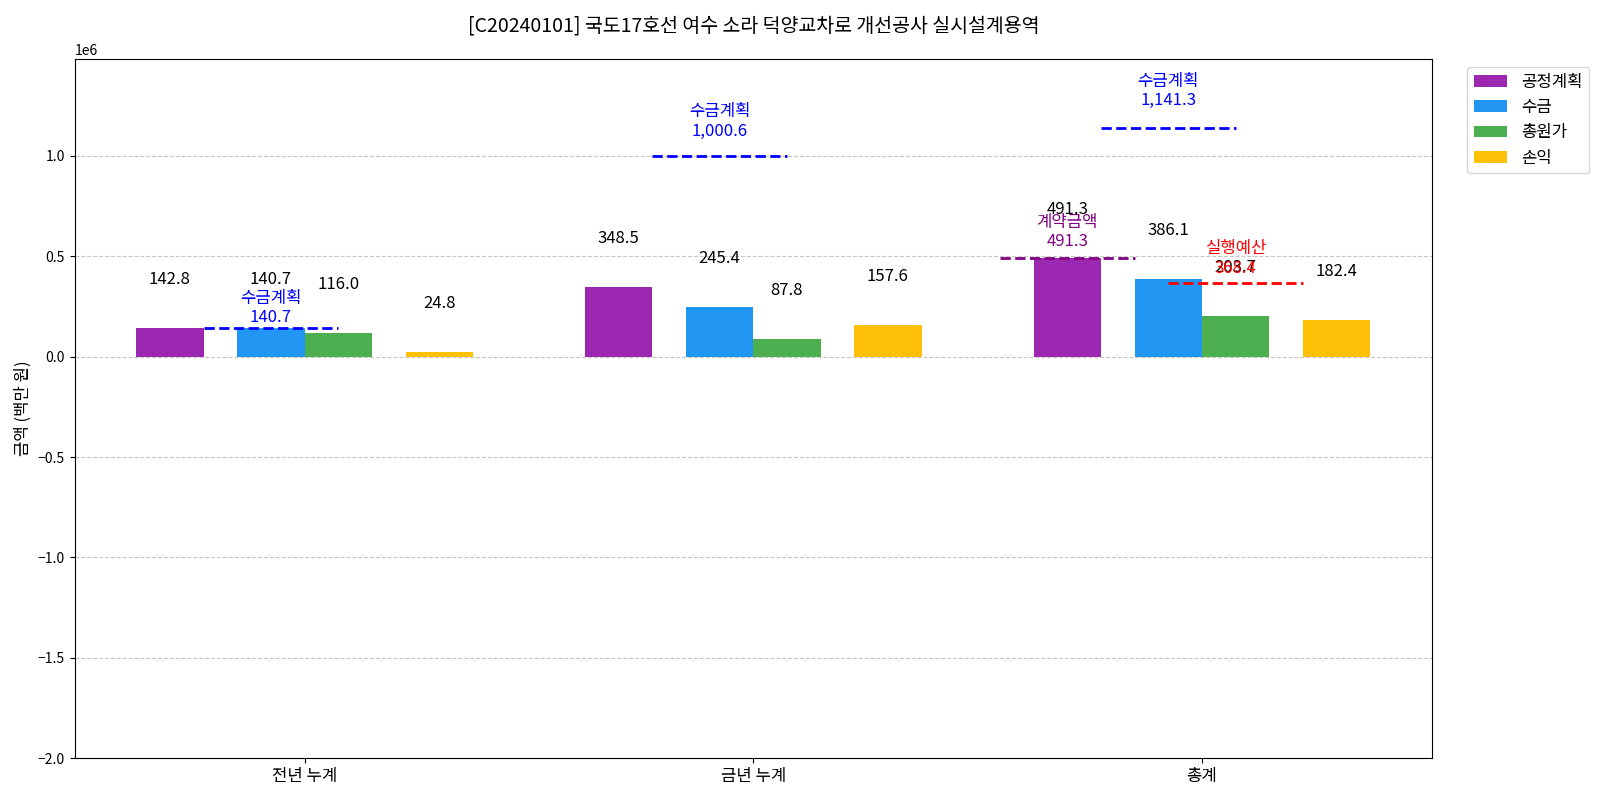 [C20240101] 국도17호선 여수 소라 덕양교차로 개선공사 실시설계용역
1e6
금액 (백만 원)
1.0
0.5
0.0
−0.5
−1.0
−1.5
−2.0
142.8
140.7
116.0
수금계획
140.7
24.8
수금계획
1,000.6
348.5
245.4
87.8
157.6
수금계획
1,141.3
491.3
계약금액
491.3
386.1
실행예산
203.7
182.4
전년 누계
금년 누계
총계
공정계획
수금
총원가
손익